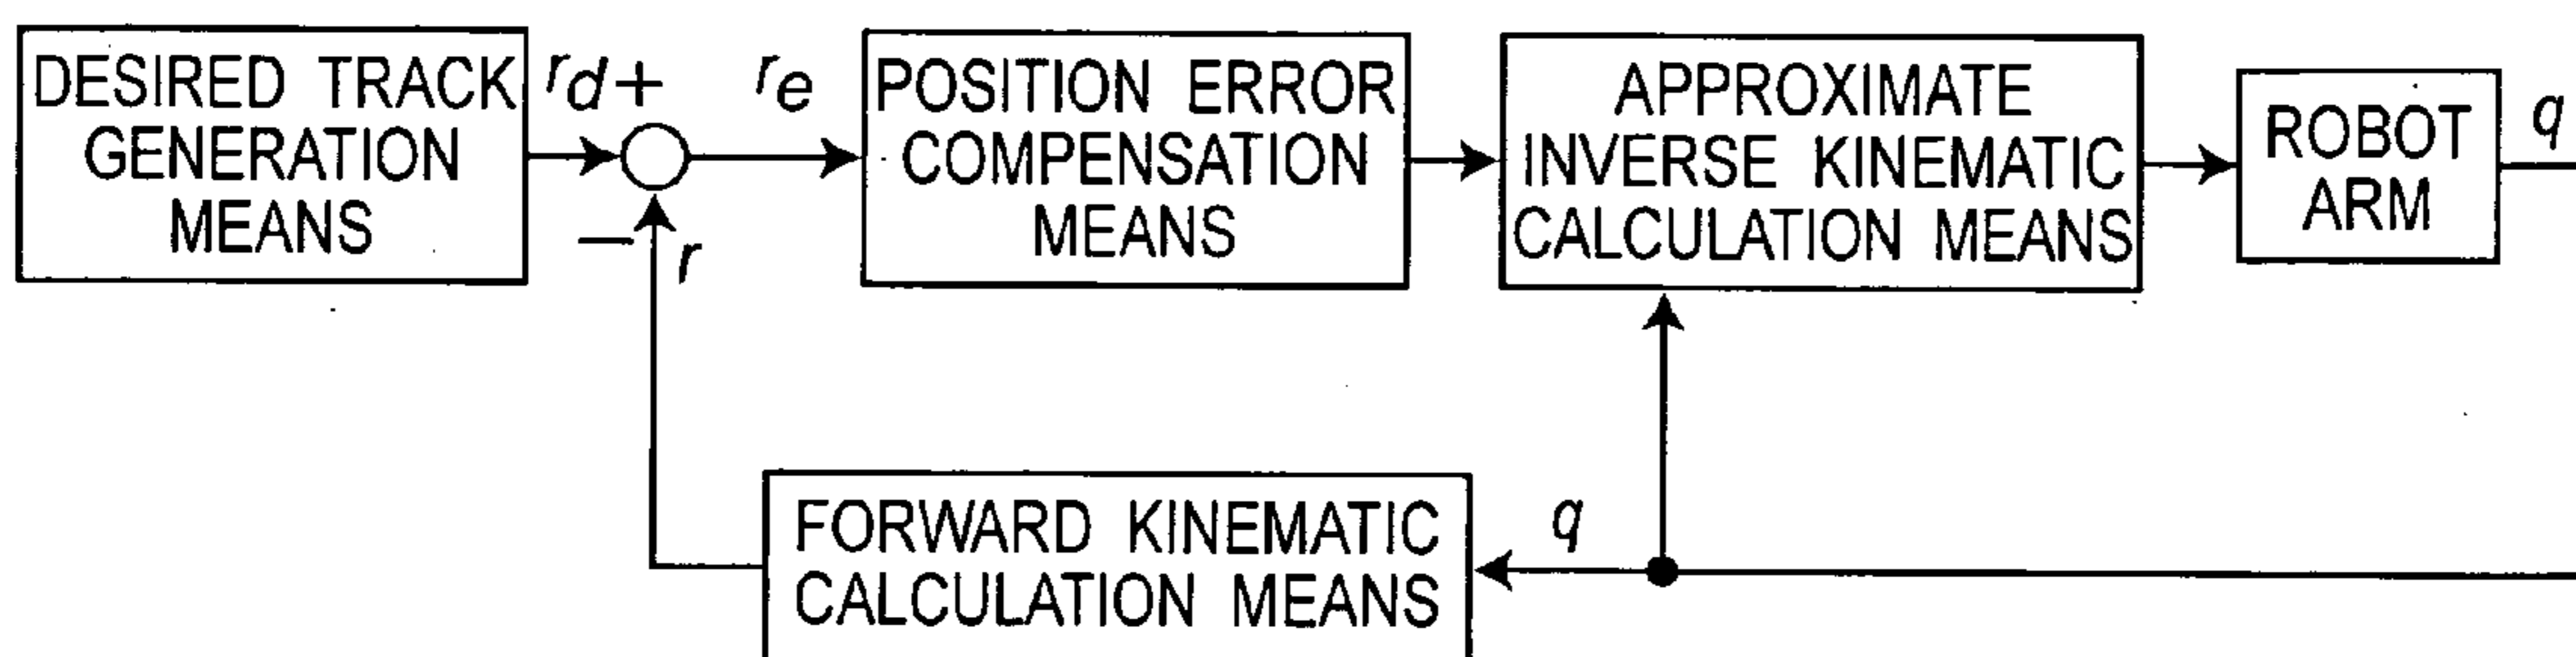 DESIRED TRACK
GENERATION
MEANS
rd+
re
− r
POSITION ERROR
COMPENSATION
MEANS
APPROXIMATE
INVERSE KINEMATIC
CALCULATION MEANS
ROBOT
ARM
q
FORWARD KINEMATIC
CALCULATION MEANS
q